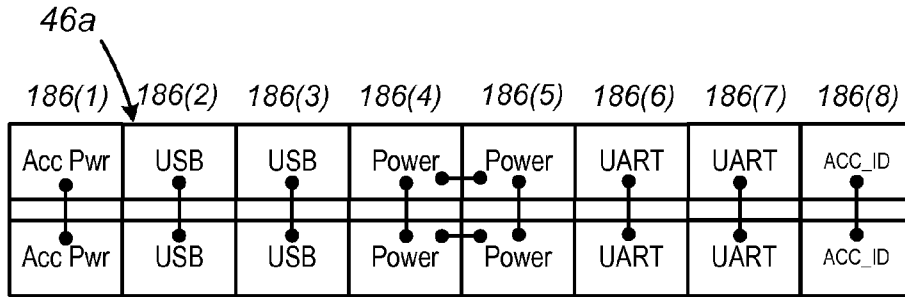 46a
186(1) 186(2) 186(3) 186(4) 186(5) 186(6) 186(7) 186(8)
Acc Pwr USB USB Power Power UART UART ACC_ID
Acc Pwr USB USB Power Power UART UART ACC_ID